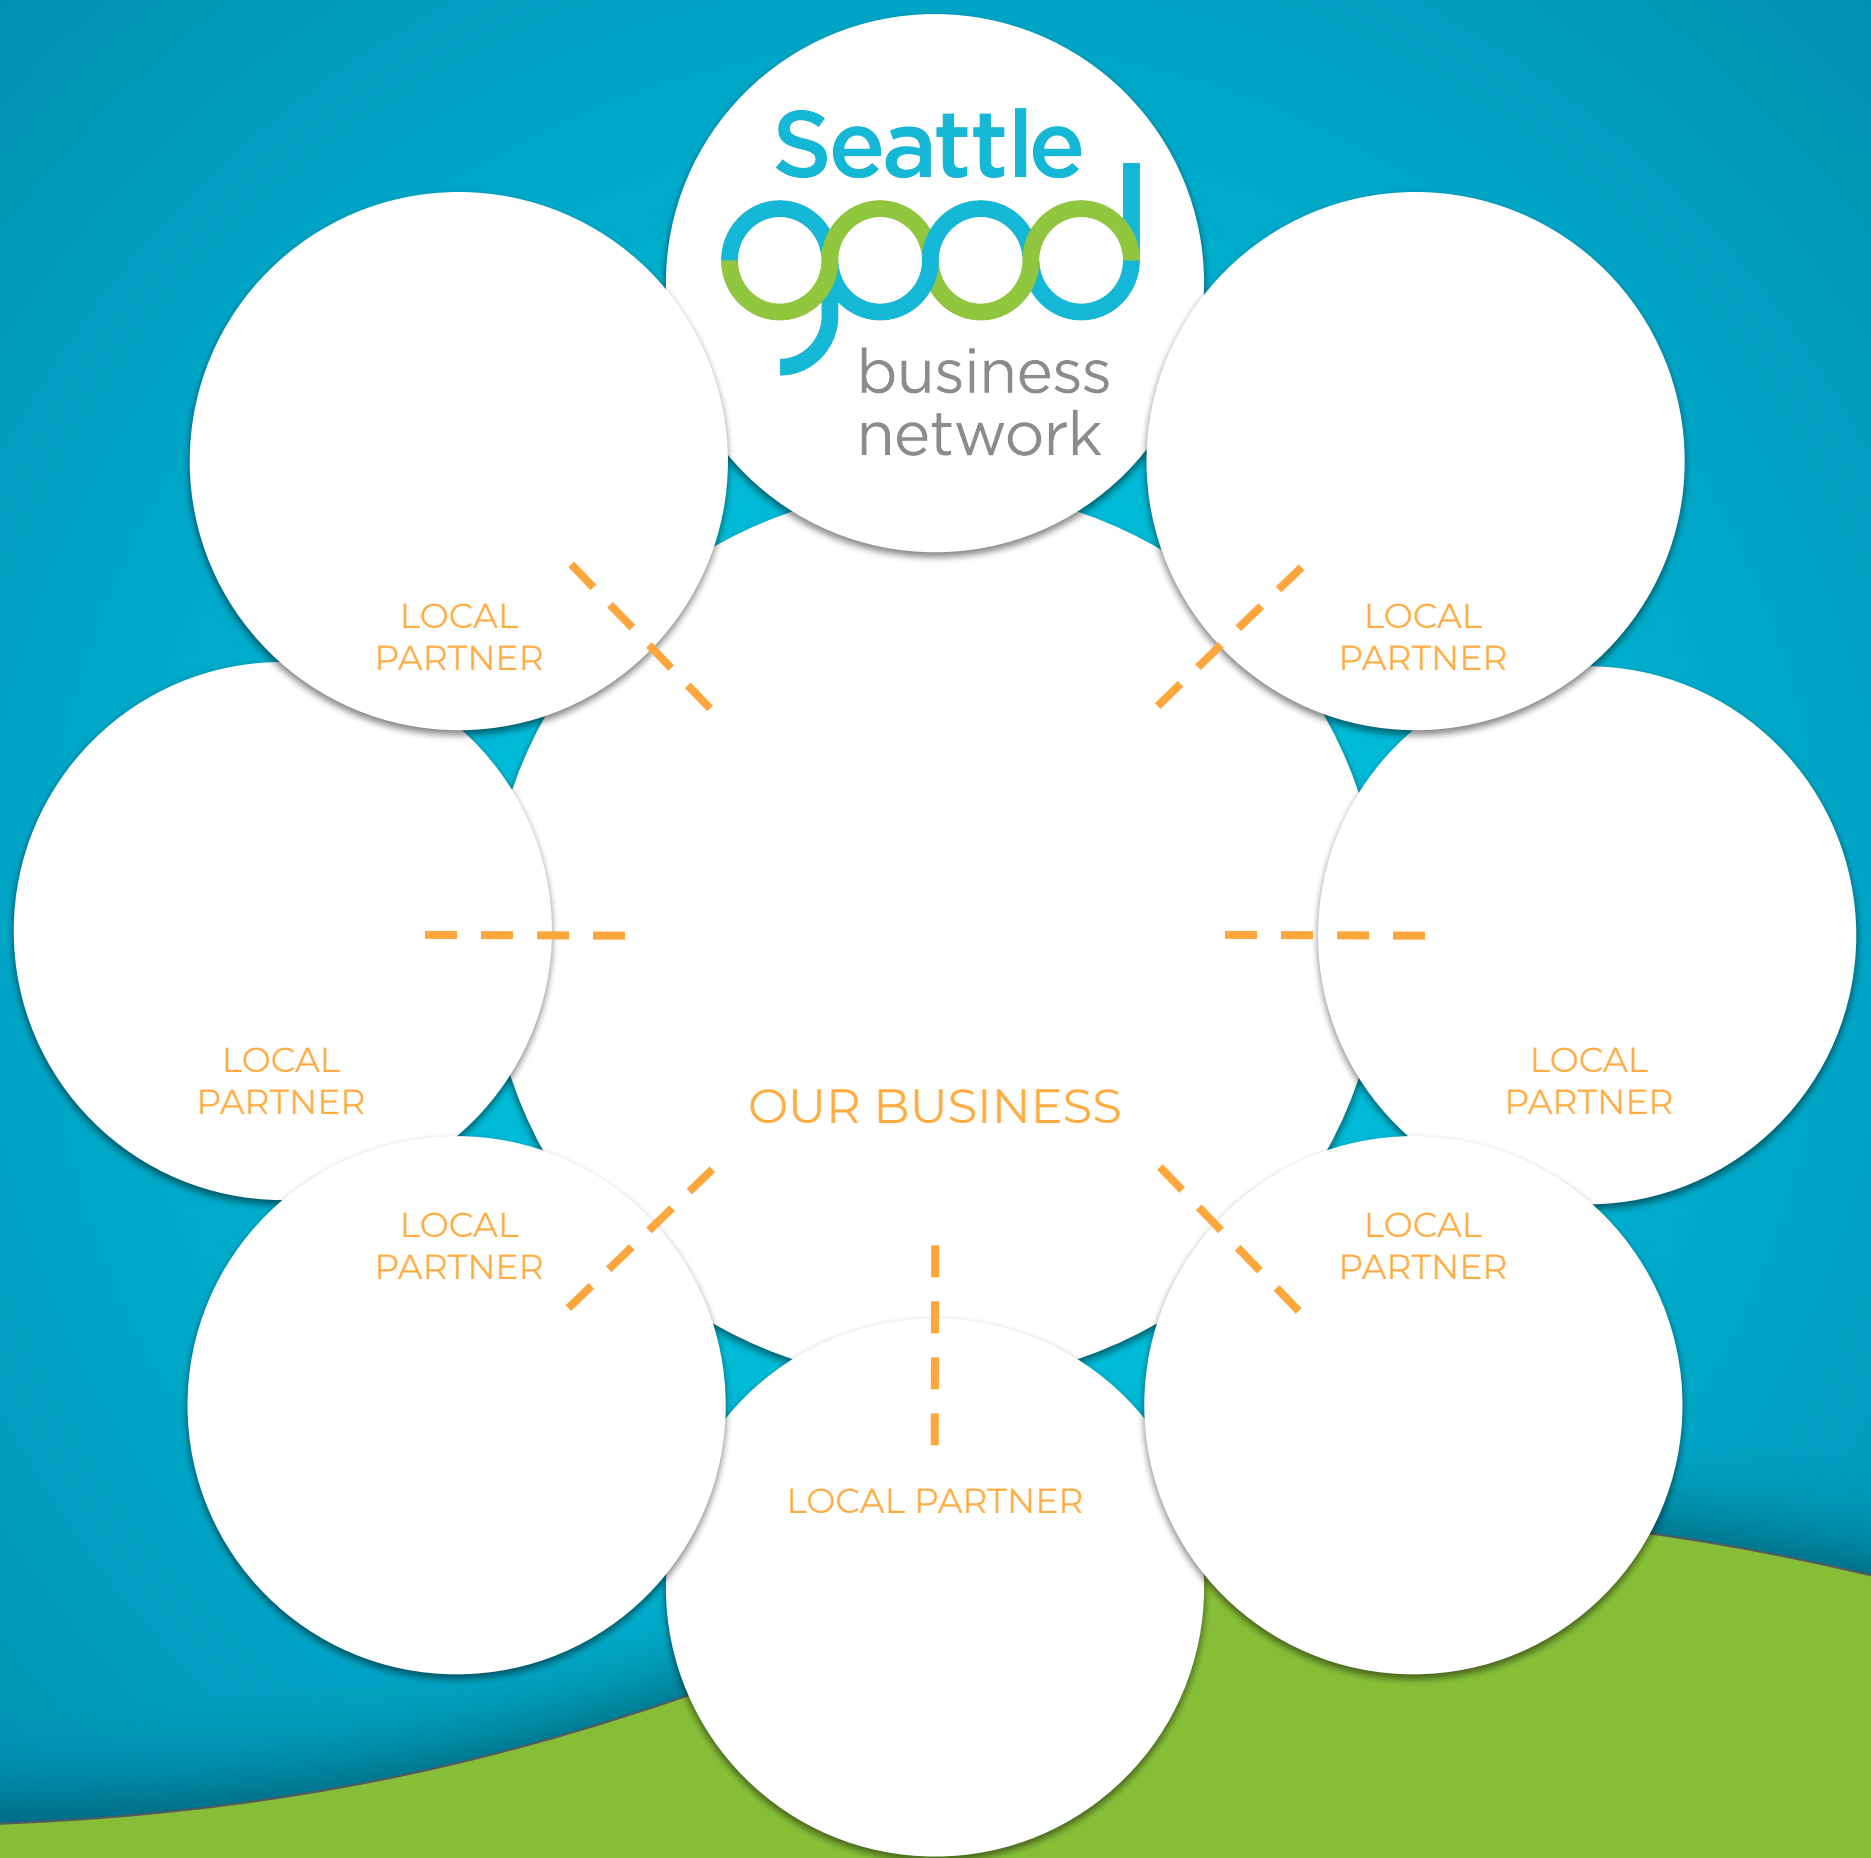 Seattle
good
business
network
LOCAL
PARTNER
LOCAL
PARTNER
LOCAL
PARTNER
LOCAL
PARTNER
OUR BUSINESS
LOCAL
PARTNER
LOCAL
PARTNER
LOCAL PARTNER